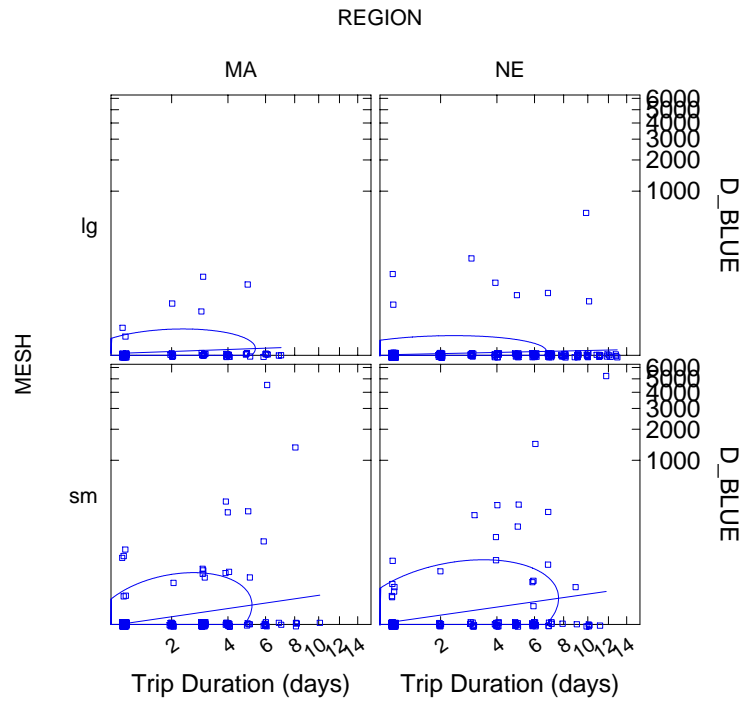 REGION
MA NE
6000
5000
4000
3000
2000
1000
lg
D_BLUE
MESH
6000
5000
4000
3000
2000
1000
sm
D_BLUE
2 4 6 8 10 12 14 2 4 6 8 10 12 14
Trip Duration (days) Trip Duration (days)